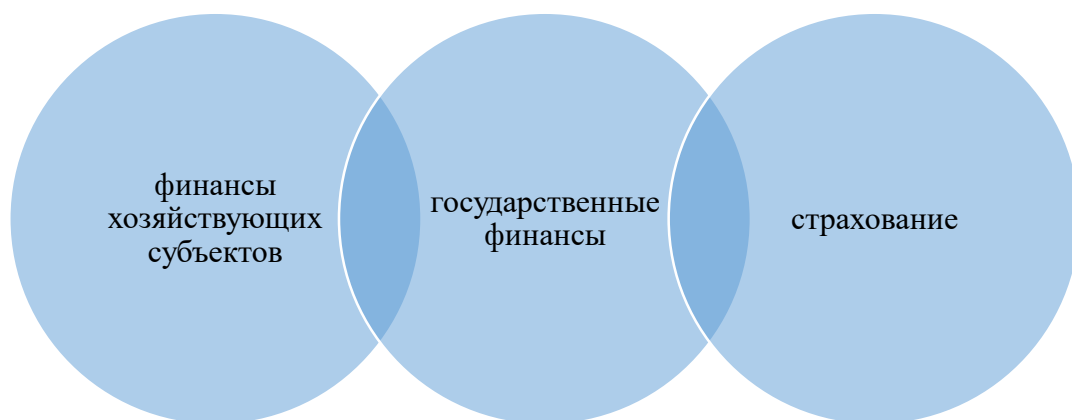 финансы
хозяйствующих
субъектов
государственные
финансы
страхование